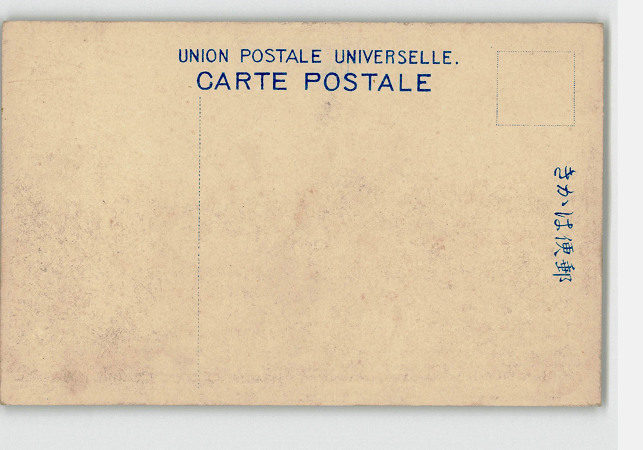 UNION POSTALE UNIVERSELLE.
CARTE POSTALE
きかは便郵